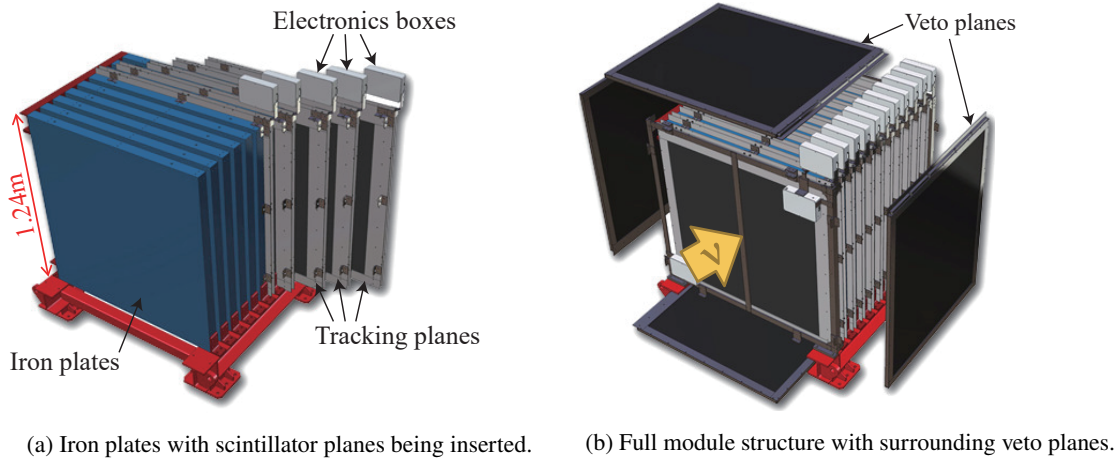 Electronics boxes
1.24m
Iron plates
Tracking planes
(a) Iron plates with scintillator planes being inserted.
Veto planes
ν
(b) Full module structure with surrounding veto planes.